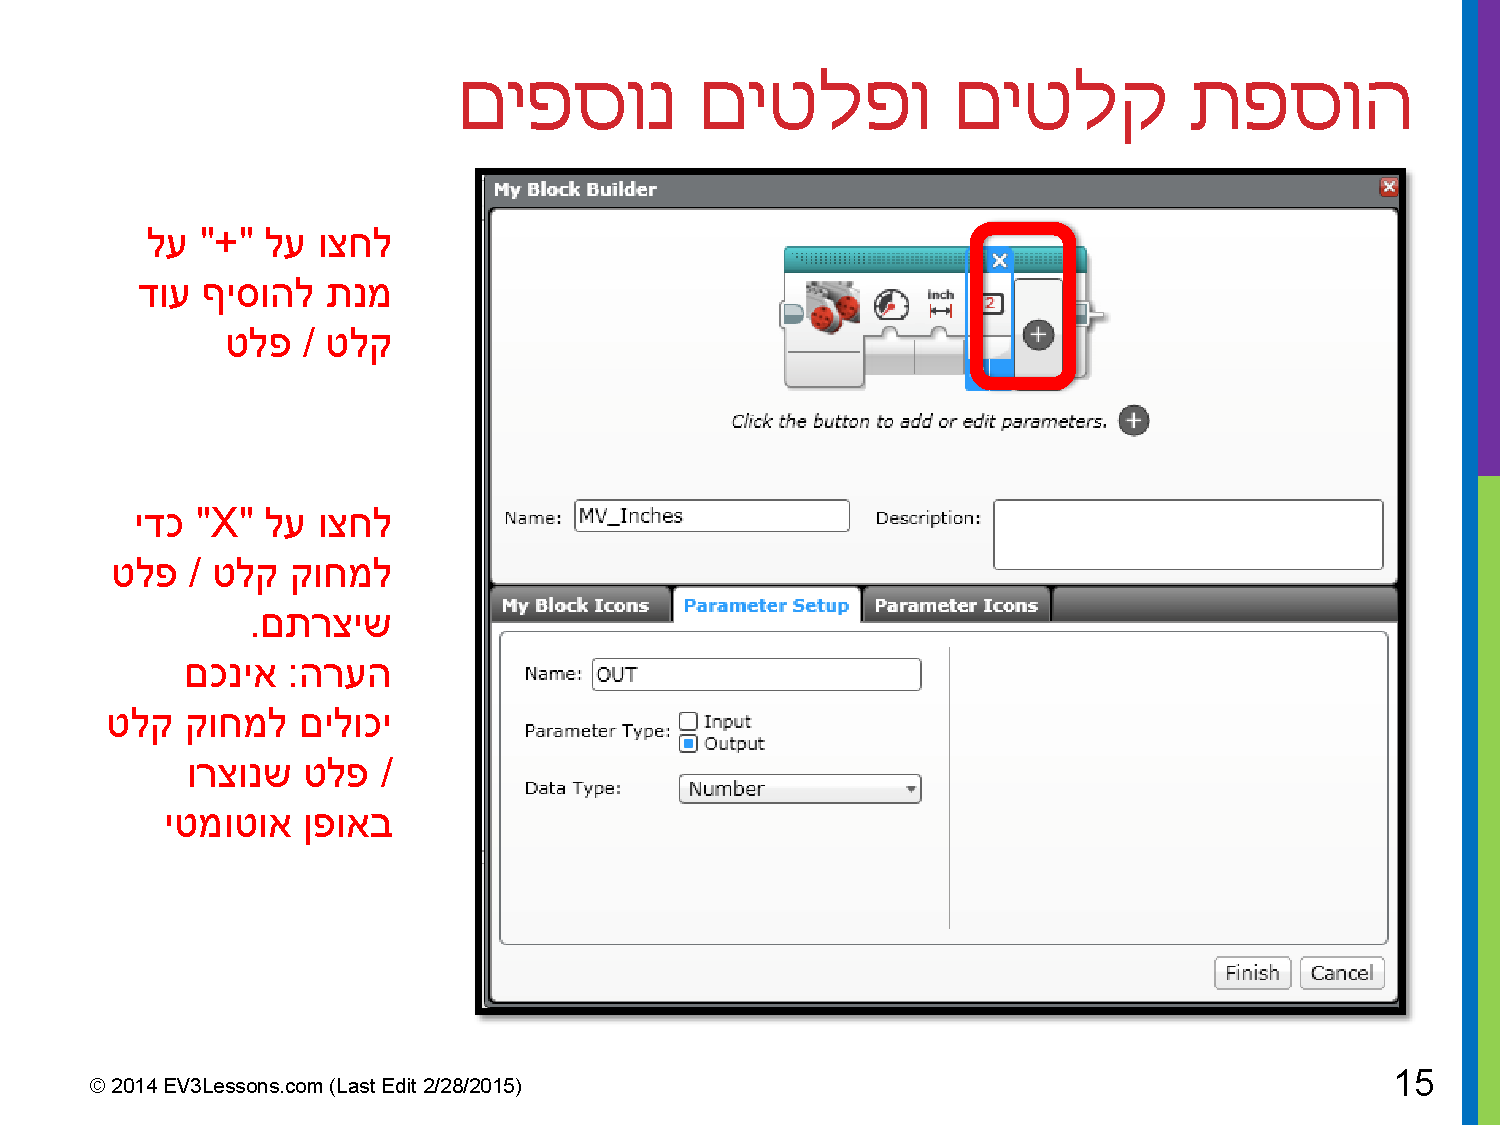 הוספת קלטים ופלטים נוספים
לחצו על "+" על
מנת להוסיף עוד
קלט / פלט
לחצו על "X" כדי
למחוק קלט / פלט
שיצרתם.
הערה: אינכם
יכולים למחוק קלט
/ פלט שנוצרו
באופן אוטומטי
My Block Builder
inch
2
Click the button to add or edit parameters.
Name: MV_Inches Description:
My Block Icons Parameter Setup Parameter Icons
Name: OUT
Parameter Type: Input
Output
Data Type: Number
Finish Cancel
© 2014 EV3Lessons.com (Last Edit 2/28/2015)
15